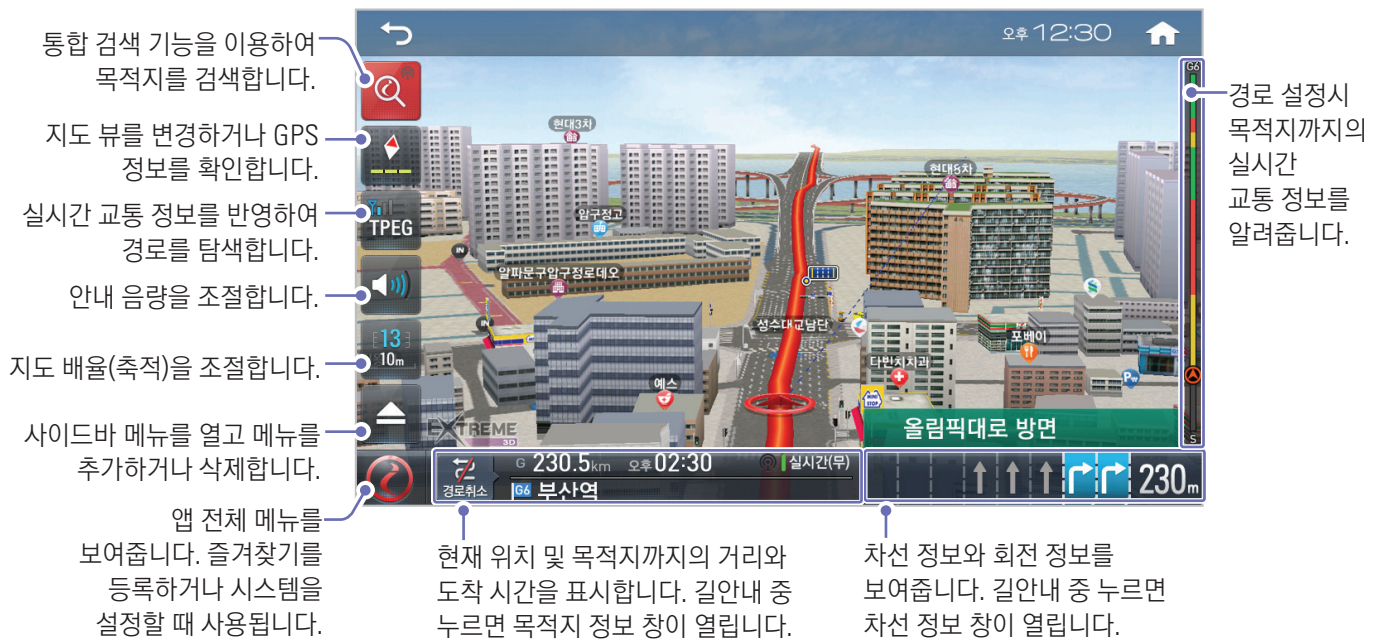 통합 검색 기능을 이용하여
목적지를 검색합니다.
지도 뷰를 변경하거나 GPS
정보를 확인합니다.
실시간 교통 정보를 반영하여
경로를 탐색합니다.
안내 음량을 조절합니다.
지도 배율(축적)을 조절합니다.
사이드바 메뉴를 열고 메뉴를
추가하거나 삭제합니다.
앱 전체 메뉴를
보여줍니다. 즐겨찾기를
등록하거나 시스템을
설정할 때 사용됩니다.
오후 12:30
TPEG
13
10m
현대3차
현대8차
압구정고
알파문구압구정로데오
IN
IN
성수대교남단
포베이
다빈치치과
예스
MINI
STOP
EXTREME
3D
올림픽대로 방면
G6
S
경로취소
G 230.5km 오후 02:30 실시간(무)
G6 부산역
230m
경로 설정시
목적지까지의
실시간
교통 정보를
알려줍니다.
현재 위치 및 목적지까지의 거리와
도착 시간을 표시합니다. 길안내 중
누르면 목적지 정보 창이 열립니다.
차선 정보와 회전 정보를
보여줍니다. 길안내 중 누르면
차선 정보 창이 열립니다.